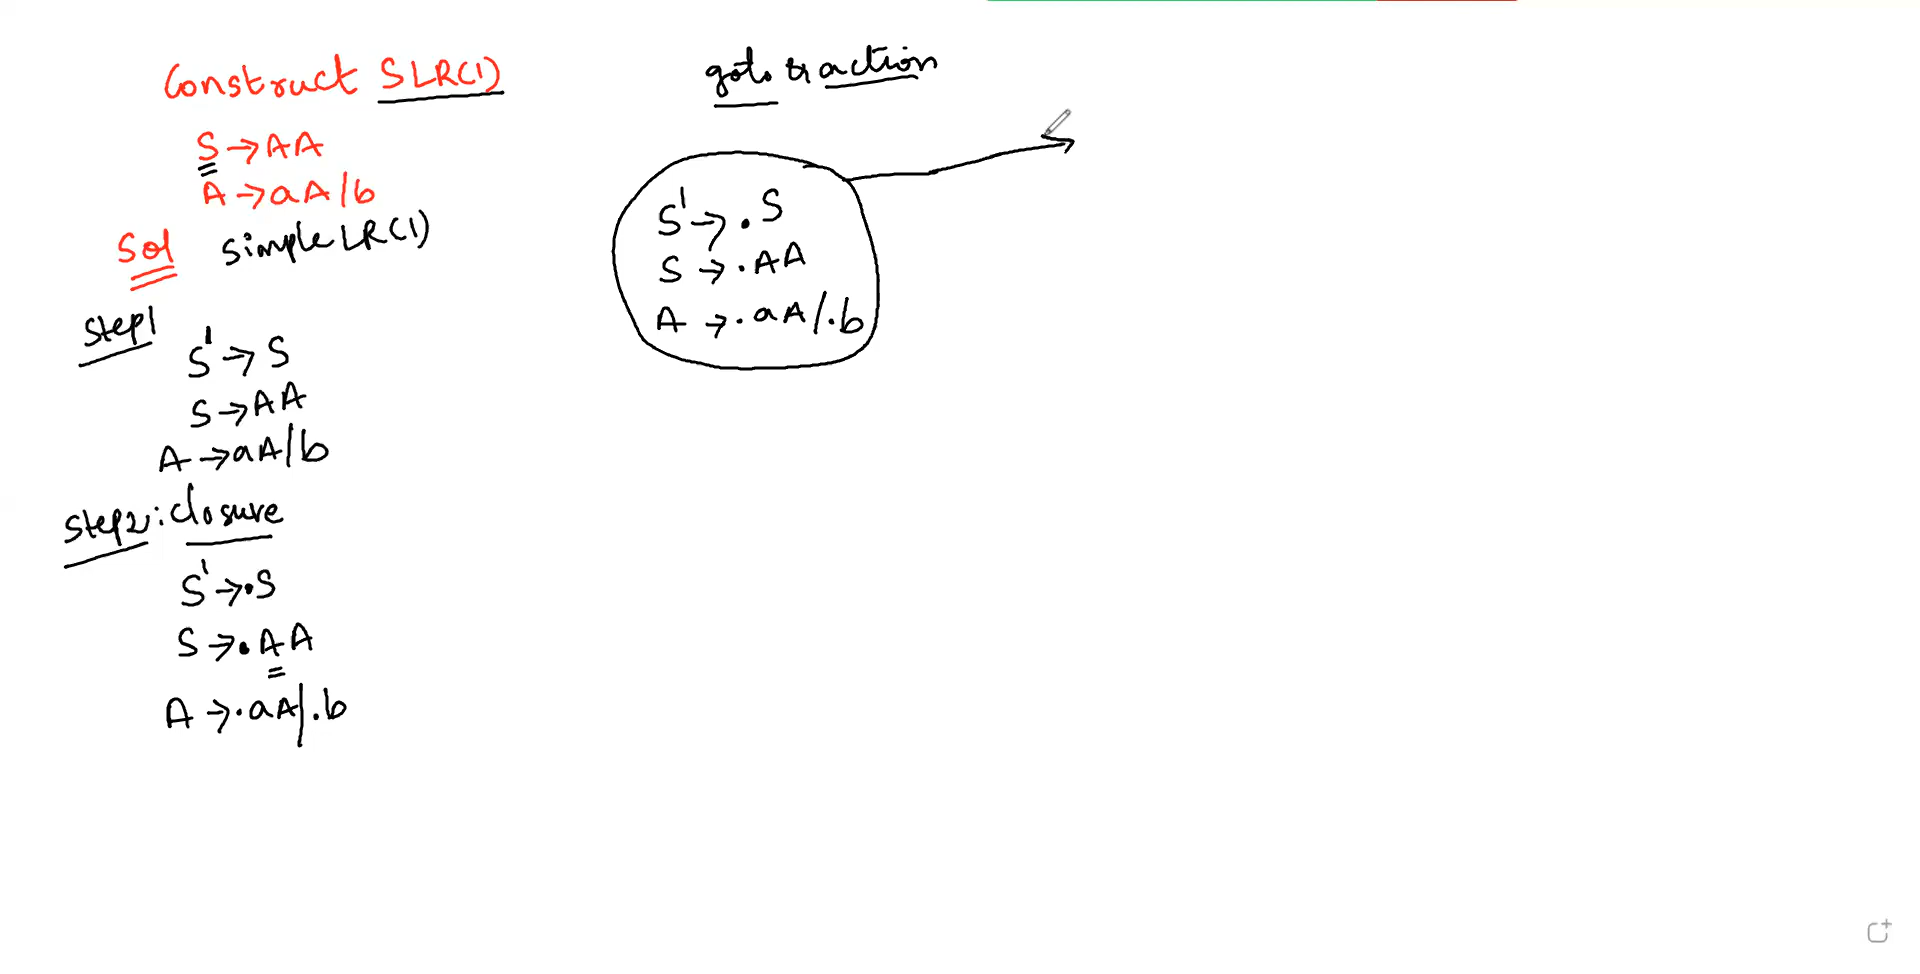 Construct SLR(1)
S → AA
A → aA/b
Sol simple LR(1)
Step1
S' → S
S → AA
A → aA/b
Step2: closure
S' → .S
S → .AA
A → .aA/.b
goto & action
S' → .S
S → .AA
A → .aA/.b